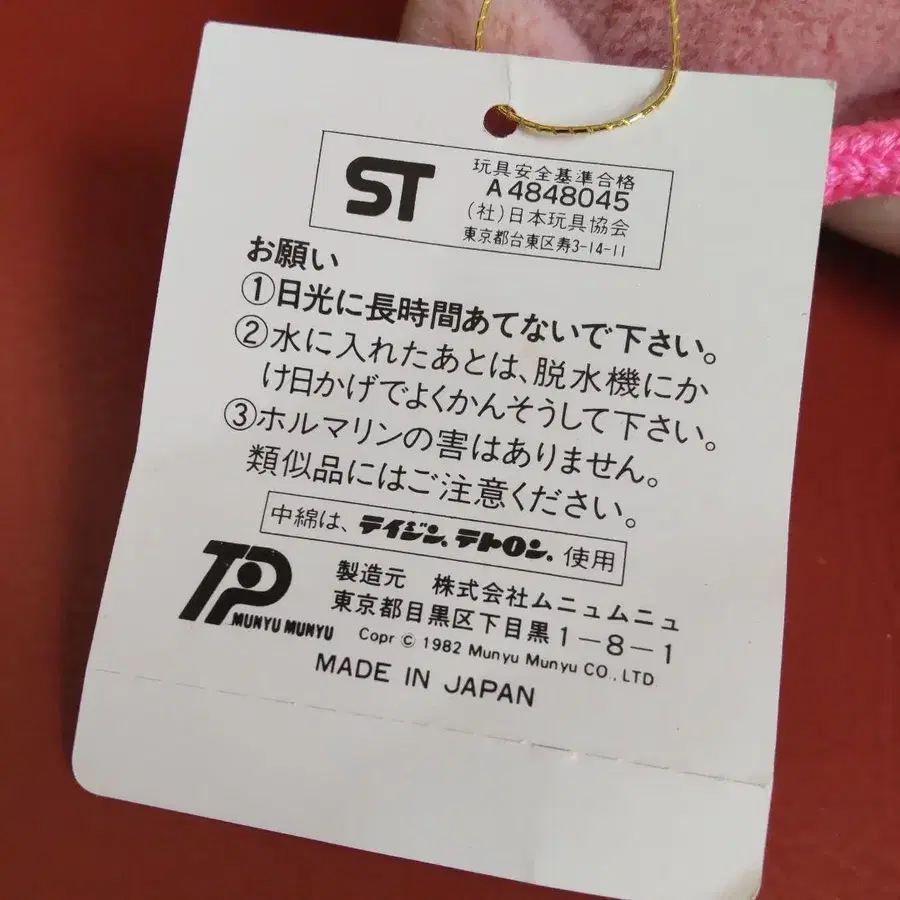 ST
玩具安全基準合格
A4848045
(社)日本玩具協会
東京都台東区寿3-14-11
お願い
①日光に長時間あてないで下さい。
②水に入れたあとは、脱水機にか
け日かげでよくかんそうして下さい。
③ホルマリンの害はありません。
類似品にはご注意ください。
中綿は、テイジン、テトロン。使用
TP
MUNYU MUNYU
製造元 株式会社ムニュムニュ
東京都目黒区下目黒1-8-1
Copr © 1982 Munyu Munyu CO., LTD
MADE IN JAPAN